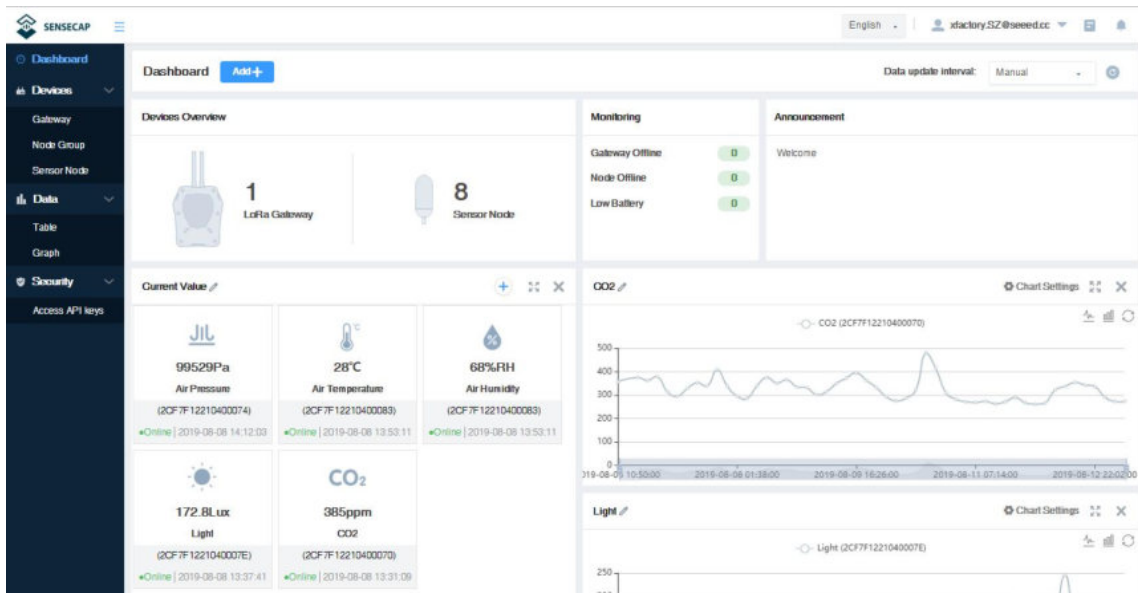 SENSECAP
English
xfactory.SZ@seeed.cc
Dashboard
Devices
Gateway
Node Group
Sensor Node
Data
Table
Graph
Security
Access API keys
Dashboard Add+
Data update interval: Manual
Devices Overview
1
LoRa Gateway
8
Sensor Node
Monitoring
Gateway Offline 0
Node Offline 0
Low Battery 0
Announcement
Welcome
Current Value
99529Pa
Air Pressure
(2CF7F12210400074)
Online | 2019-08-08 14:12:03
°C
28°C
Air Temperature
(2CF7F12210400083)
Online | 2019-08-08 13:53:11
%
68%RH
Air Humidity
(2CF7F12210400083)
Online | 2019-08-08 13:53:11
172.8Lux
Light
(2CF7F1221040007E)
Online | 2019-08-08 13:37:41
CO₂
385ppm
CO2
(2CF7F12210400070)
Online | 2019-08-08 13:31:09
CO2
Chart Settings
CO2 (2CF7F12210400070)
500
400
300
200
100
0
2019-08-09 16:26:00
2019-08-11 07:14:00
2019-08-12 22:02:00
Light
Chart Settings
Light (2CF7F1221040007E)
250